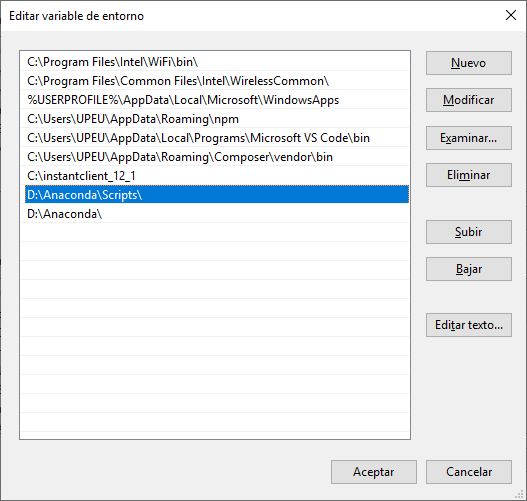 Editar variable de entorno
C:\Program Files\Intel\WiFi\bin\
C:\Program Files\Common Files\Intel\WirelessCommon\
%USERPROFILE%\AppData\Local\Microsoft\WindowsApps
C:\Users\UPEU\AppData\Roaming\npm
C:\Users\UPEU\AppData\Local\Programs\Microsoft VS Code\bin
C:\Users\UPEU\AppData\Roaming\Composer\vendor\bin
C:\instantclient_12_1
D:\Anaconda\Scripts\
D:\Anaconda\
Nuevo
Modificar
Examinar...
Eliminar
Subir
Bajar
Editar texto...
Aceptar
Cancelar